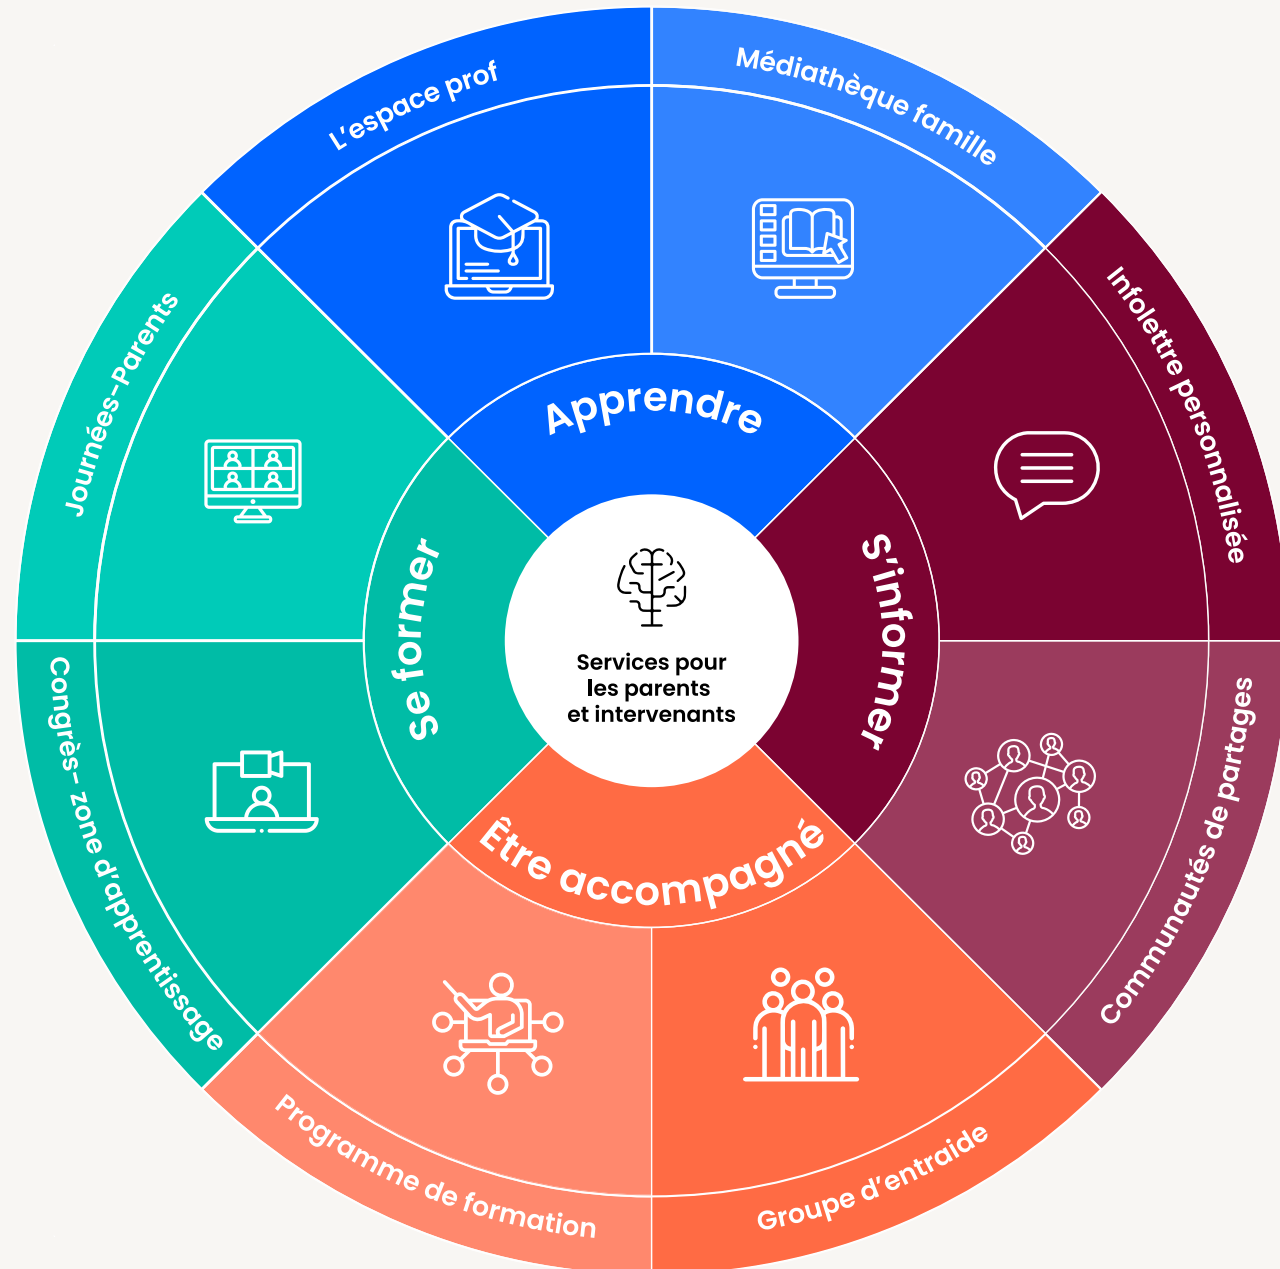 L'espace prof
Médiathèque famille
Journées-Parents
Infolettre personnalisée
Apprendre
se former
S'informer
Services pour
les parents
et intervenants
Être accompagné
Congrès- zone d'apprentissage
Communautés de partages
Programme de formation
Groupe d'entraide